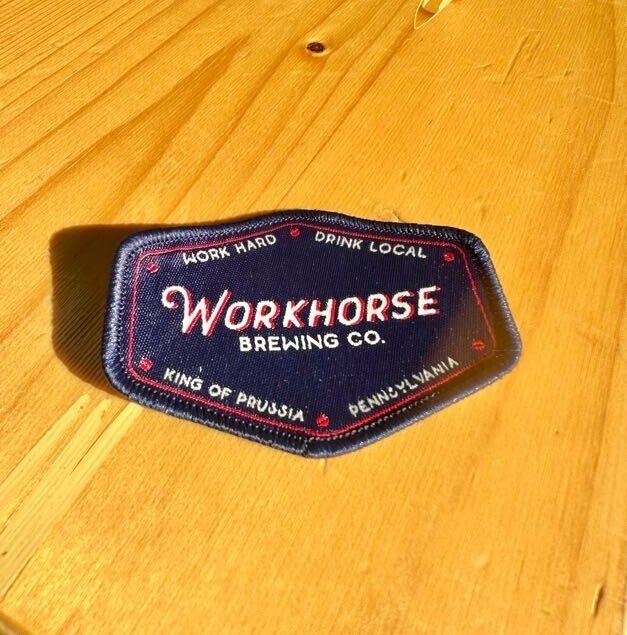 WORK HARD DRINK LOCAL
WORKHORSE
BREWING CO.
KING OF PRUSSIA PENNSYLVANIA